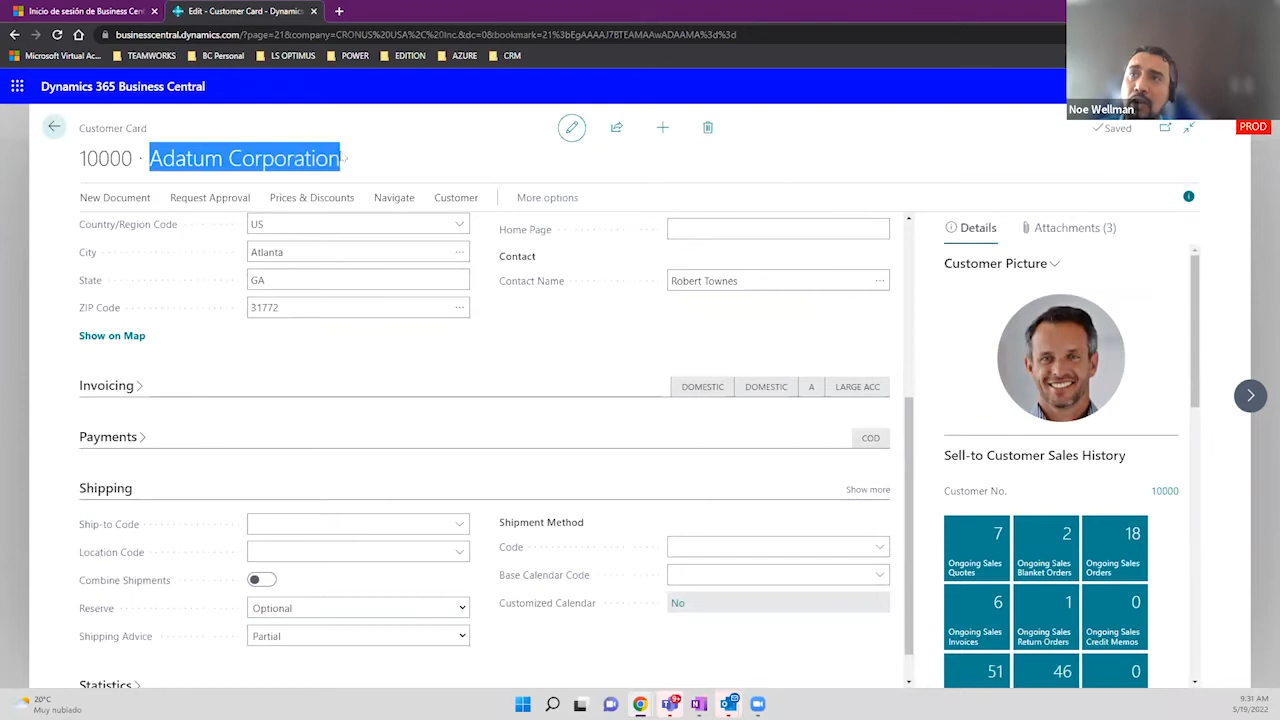 Inicio de sesión de Business Cent
Edit - Customer Card - Dynamics
businesscentral.dynamics.com/?page=21&company=CRONUS%20USA%2C%20Inc.&dc=0&bookmark=21%3bEgAAAAJ7BTEAMAAwADAAMA%3d%3d
Microsoft Virtual Ac...
TEAMWORKS
BC Personal
LS OPTIMUS
POWER
EDITION
AZURE
CRM
Noe Wellman
Dynamics 365 Business Central
PROD
Customer Card
Saved
10000 · Adatum Corporation
New Document
Request Approval
Prices & Discounts
Navigate
Customer
More options
Country/Region Code
US
City
Atlanta
State
GA
ZIP Code
31772
Show on Map
Home Page
Contact
Contact Name
Robert Townes
Invoicing
DOMESTIC
DOMESTIC
A
LARGE ACC
Payments
COD
Shipping
Show more
Ship-to Code
Location Code
Combine Shipments
Reserve
Optional
Shipping Advice
Partial
Shipment Method
Code
Base Calendar Code
Customized Calendar
No
Statistics
Details
Attachments (3)
Customer Picture
Sell-to Customer Sales History
Customer No.
10000
7
Ongoing Sales
Quotes
2
Ongoing Sales
Blanket Orders
18
Ongoing Sales
Orders
6
Ongoing Sales
Invoices
1
Ongoing Sales
Return Orders
0
Ongoing Sales
Credit Memos
51
46
0
20°C
Muy nublado
9:31 AM
5/19/2022